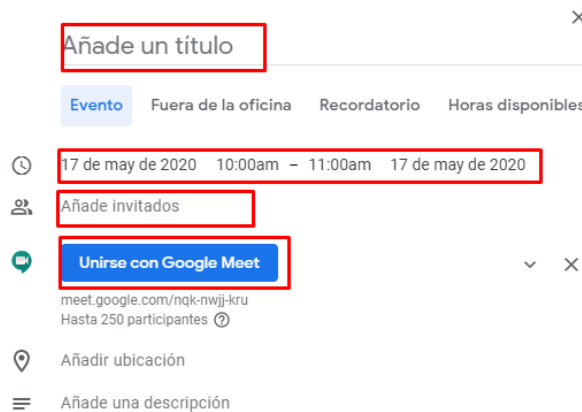 Añade un título
Evento Fuera de la oficina Recordatorio Horas disponibles
17 de may de 2020 10:00am – 11:00am 17 de may de 2020
Añade invitados
Unirse con Google Meet
meet.google.com/nqk-nwjj-kru
Hasta 250 participantes
Añadir ubicación
Añade una descripción